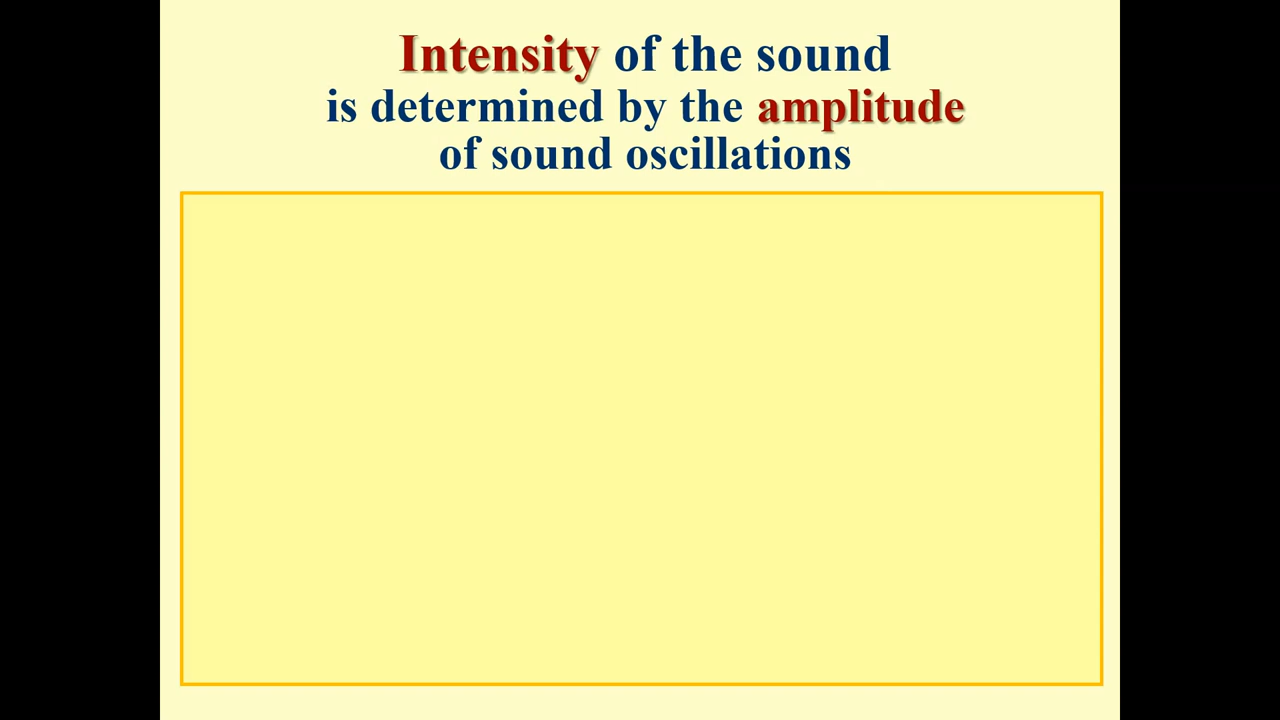 Intensity of the sound
is determined by the amplitude
of sound oscillations